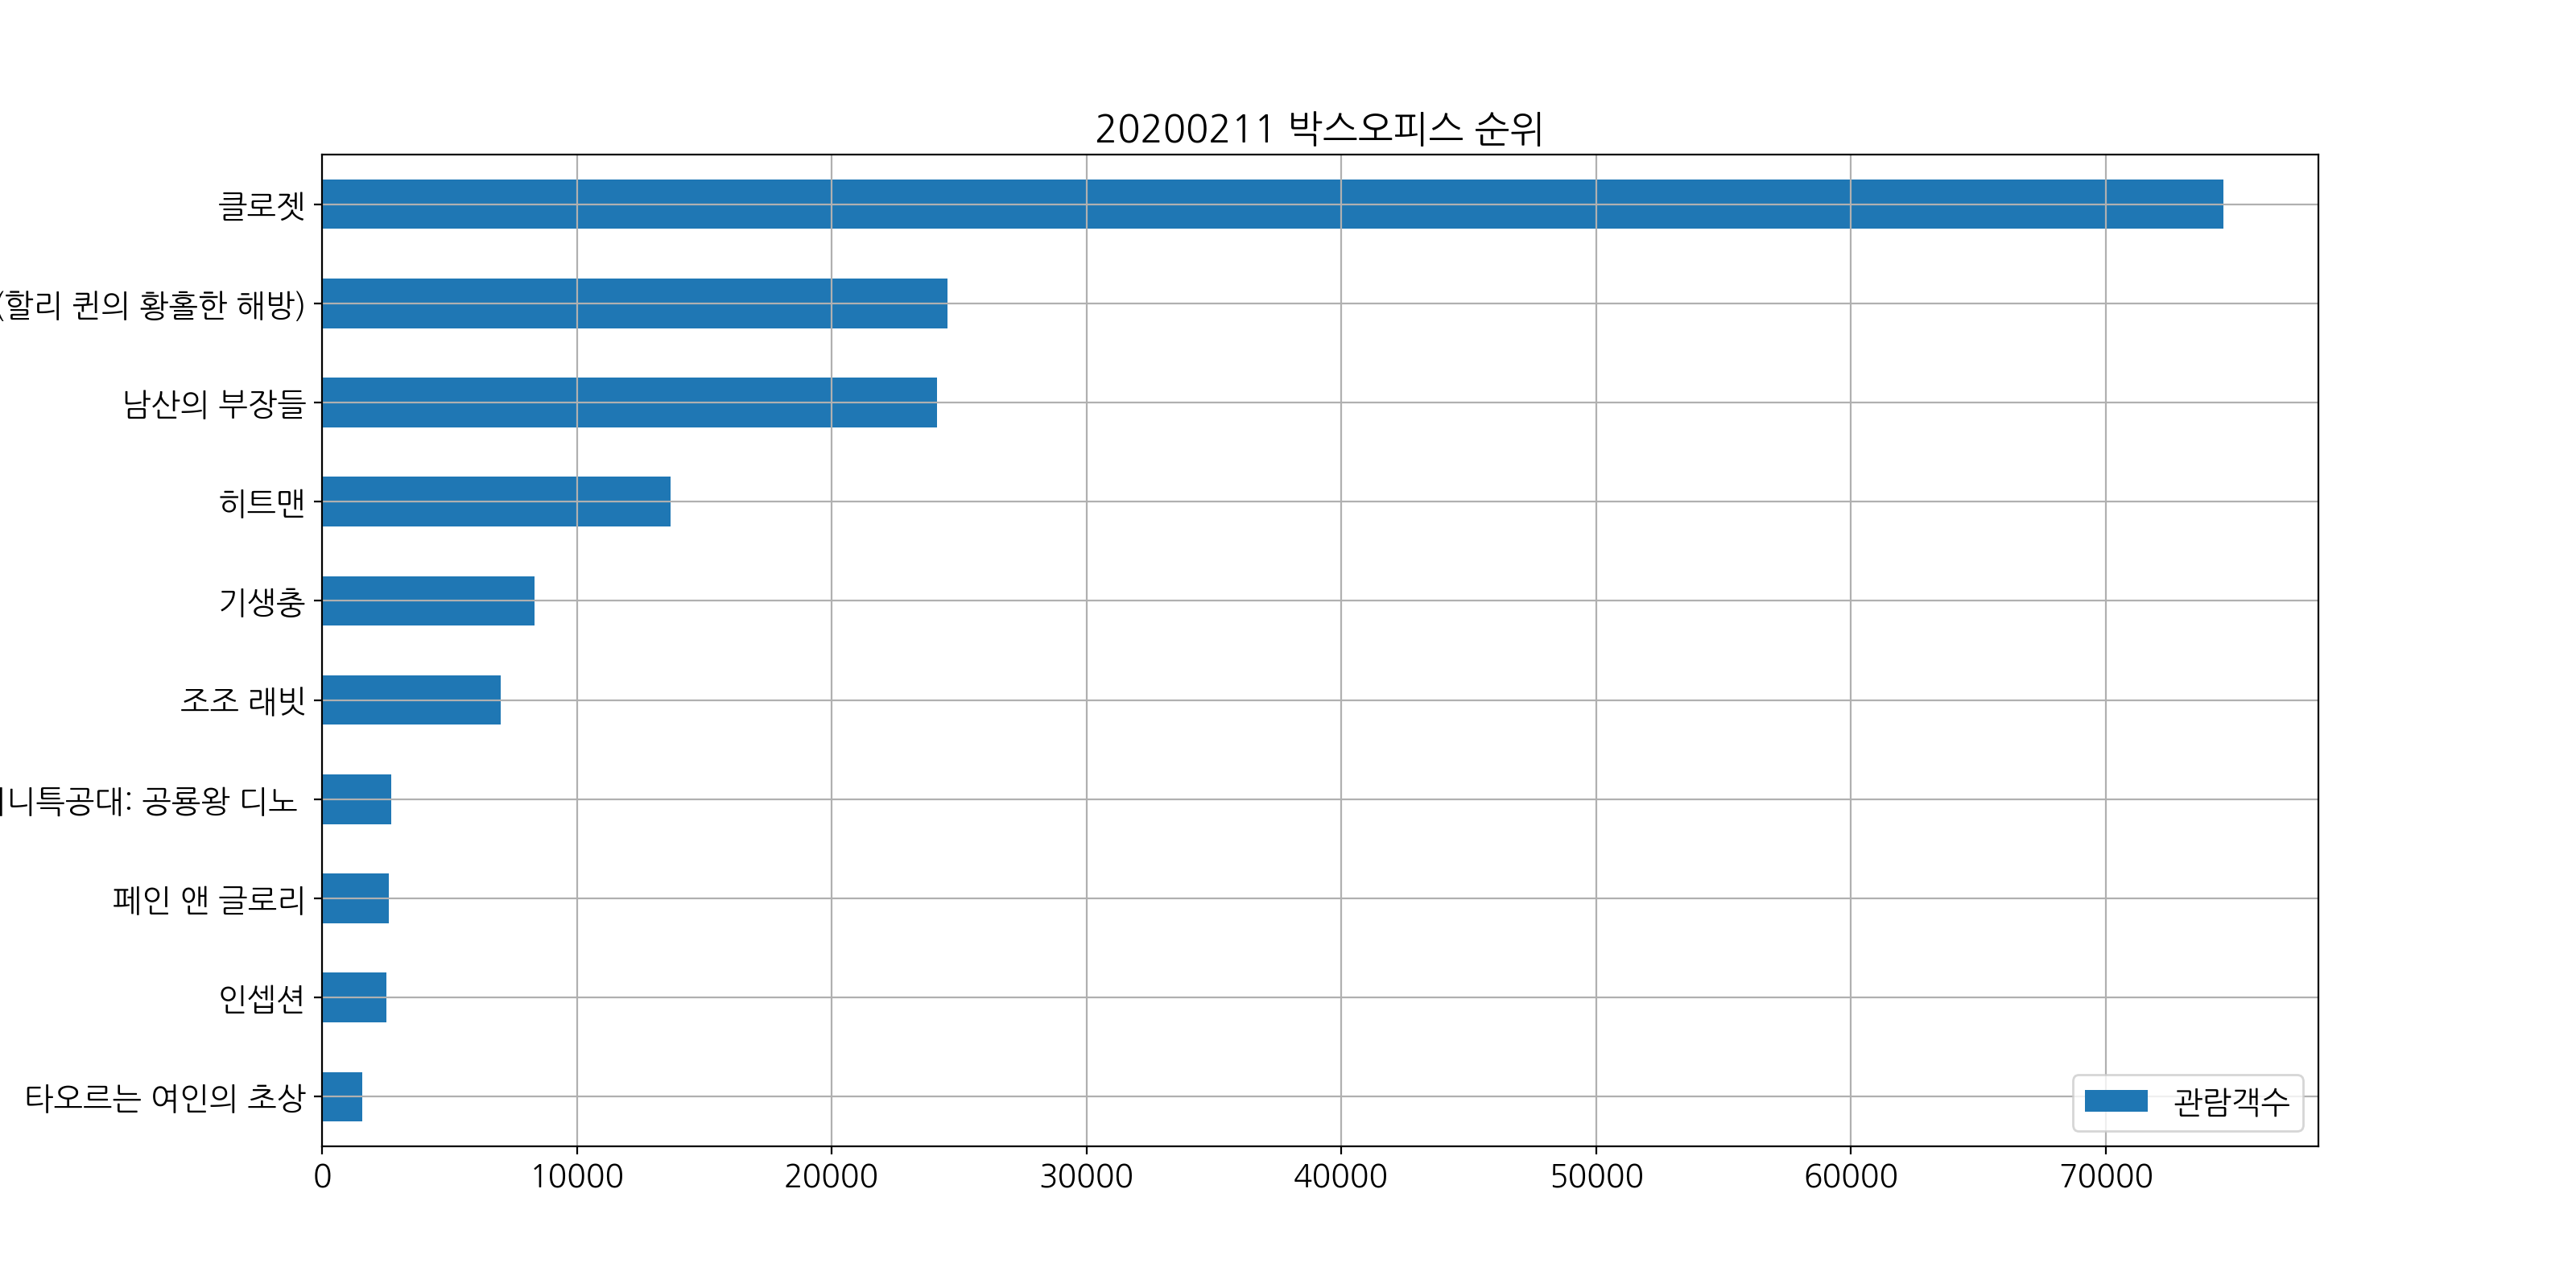 20200211 박스오피스 순위
클로젯
(할리 퀸의 황홀한 해방)
남산의 부장들
히트맨
기생충
조조 래빗
니특공대: 공룡왕 디노
페인 앤 글로리
인셉션
타오르는 여인의 초상
관람객수
0 10000 20000 30000 40000 50000 60000 70000